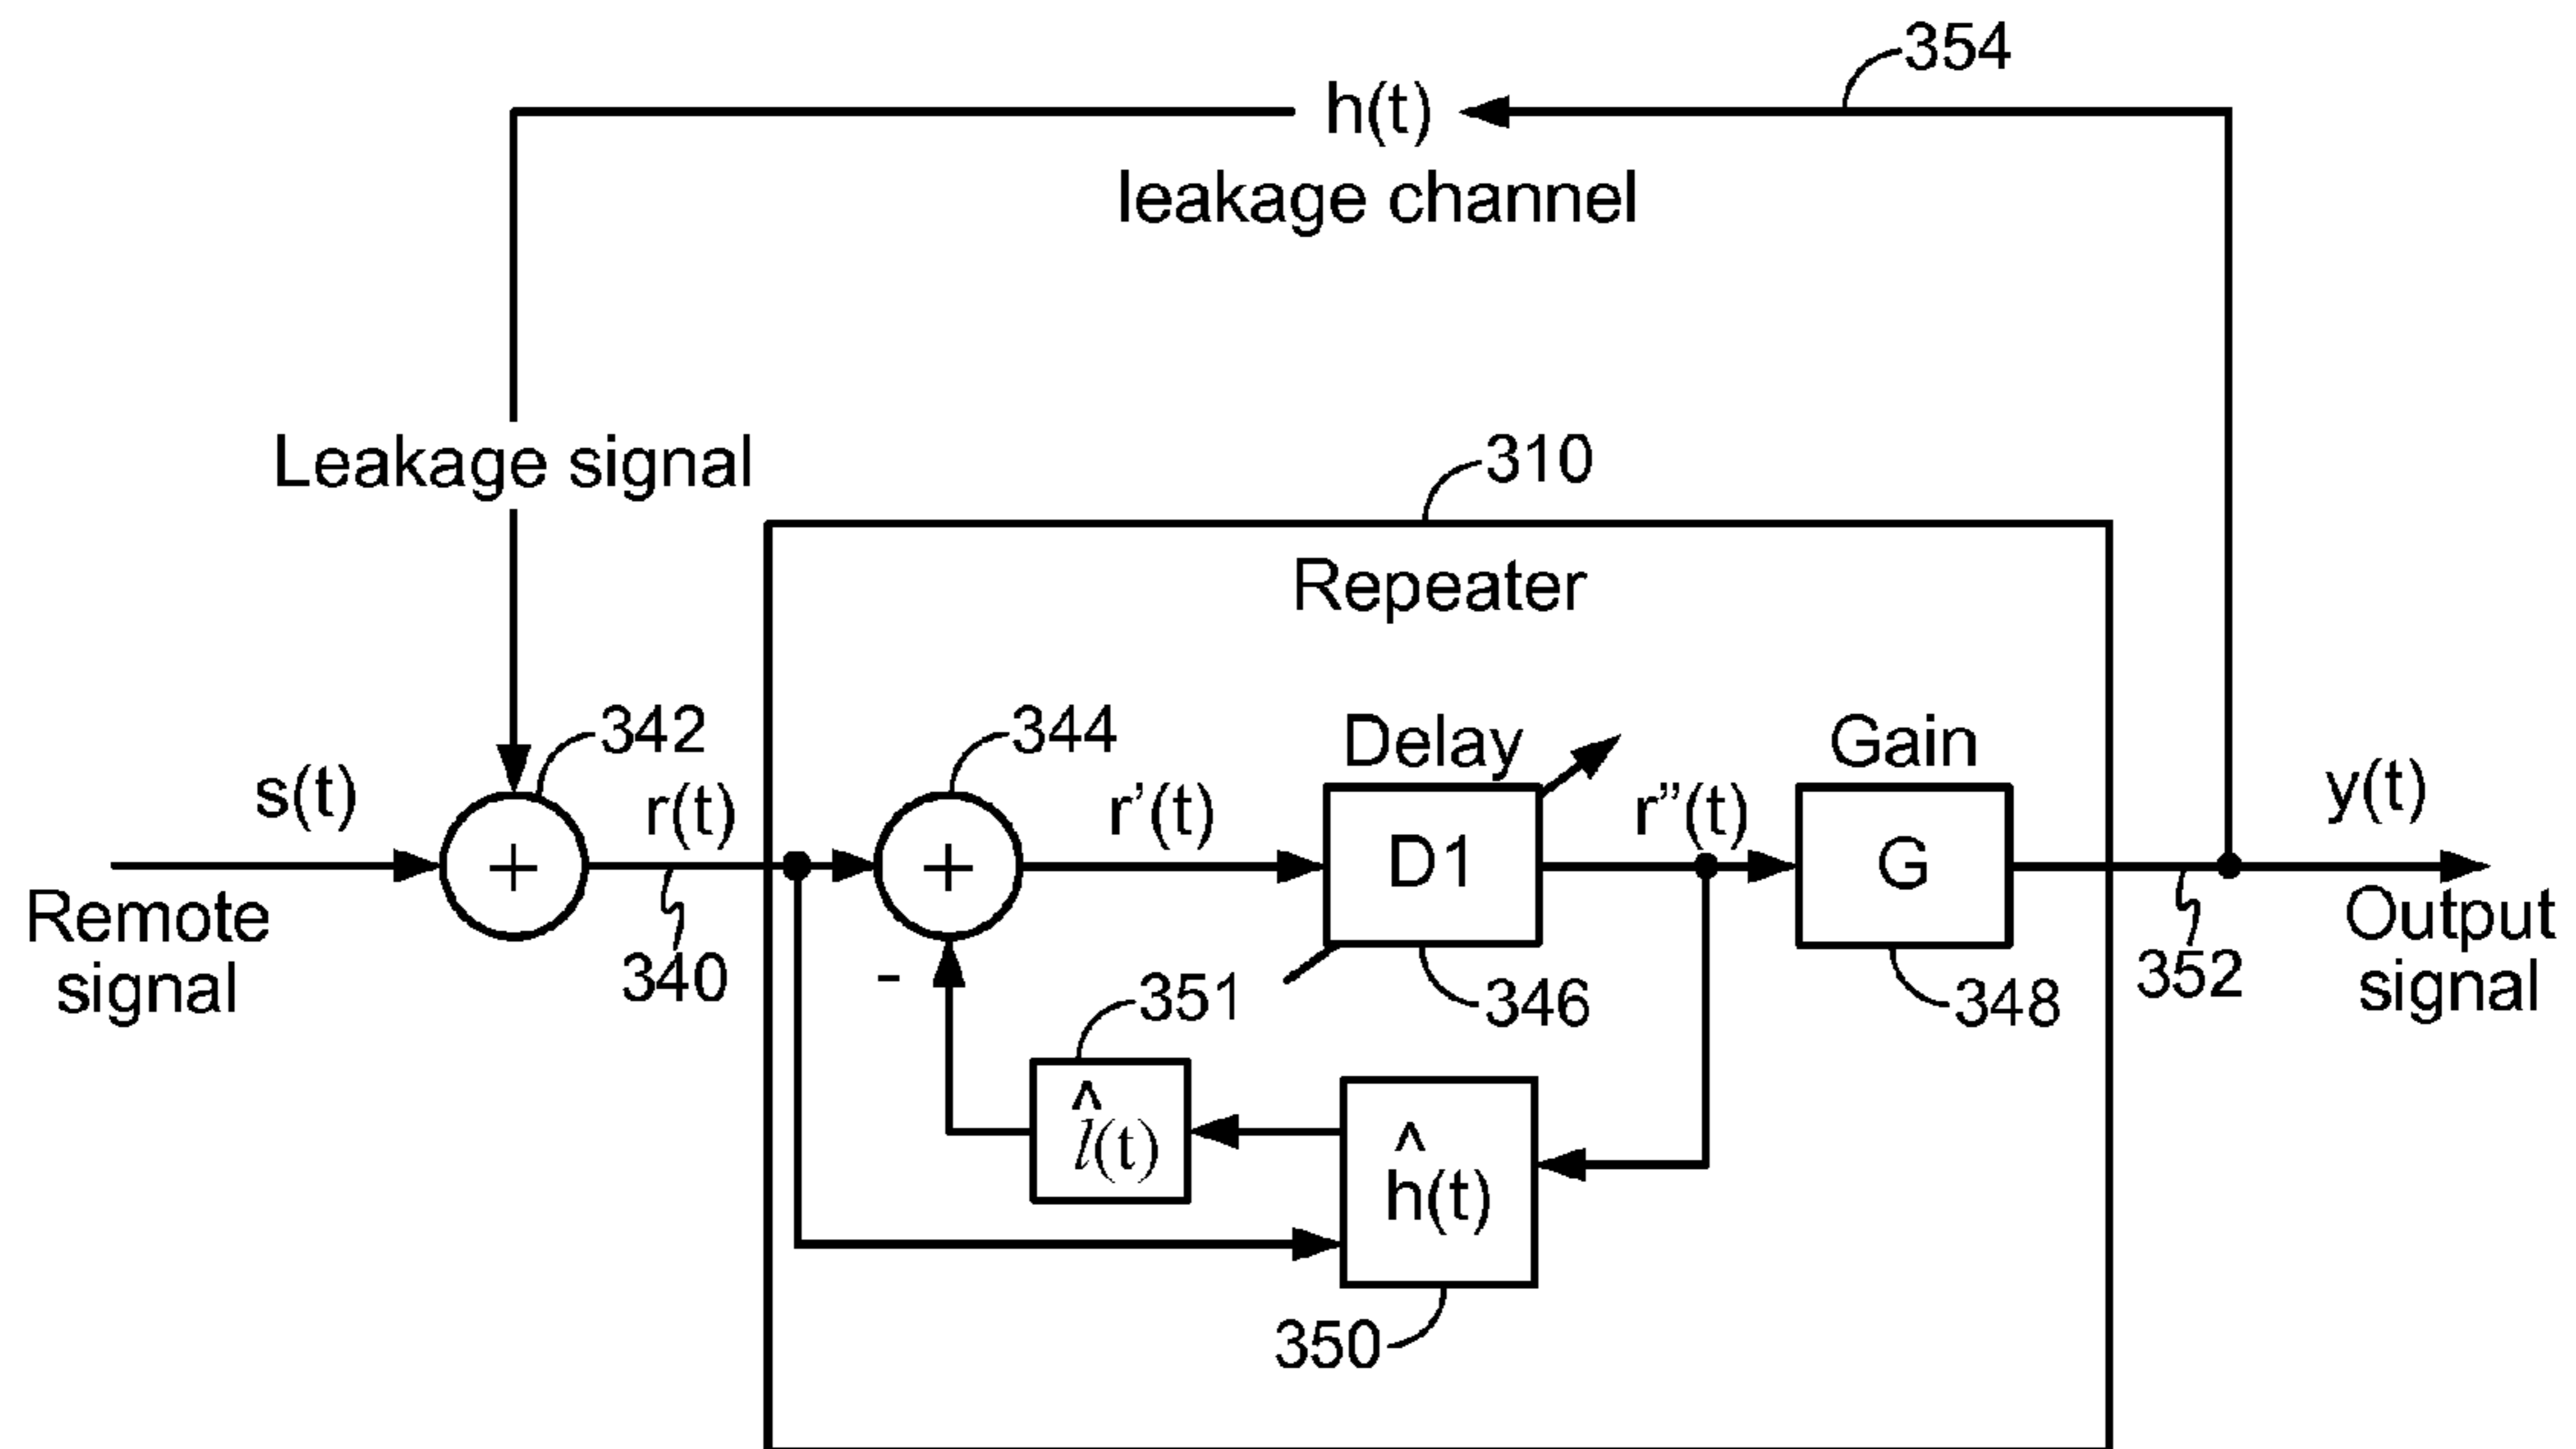 354
h(t)
leakage channel
Leakage signal
310
Repeater
342
344
Delay
Gain
s(t)
r(t)
r’(t)
r”(t)
y(t)
+
+
D1
G
Remote
signal
340
-
351
346
348
352
Output
signal
l̂(t)
ĥ(t)
350